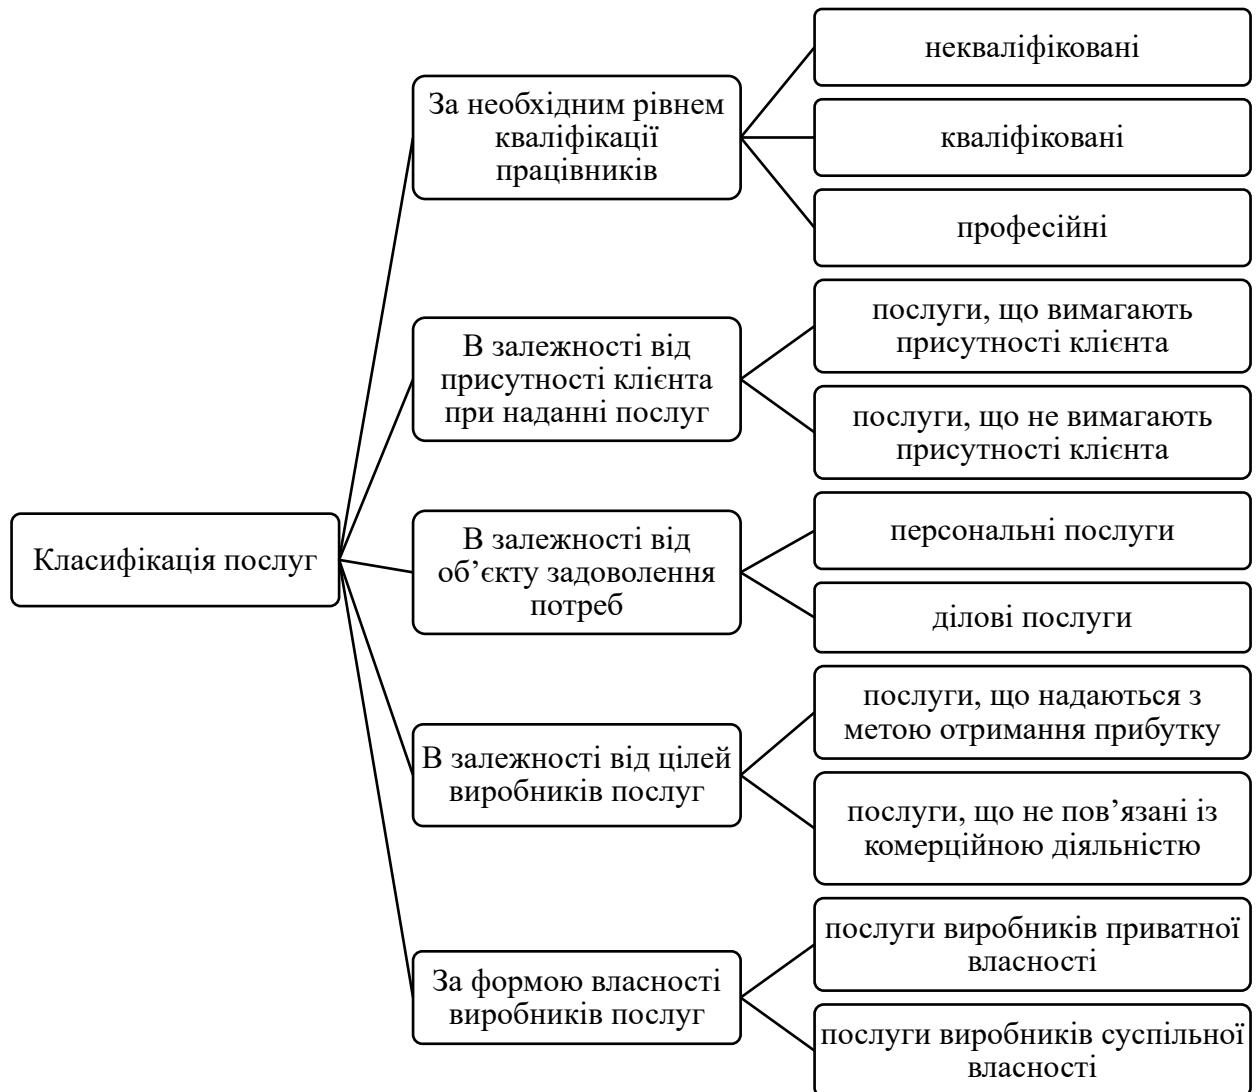 Класифікація послуг
За необхідним рівнем
кваліфікації
працівників
некваліфіковані
кваліфіковані
професійні
В залежності від
присутності клієнта
при наданні послуг
послуги, що вимагають
присутності клієнта
послуги, що не вимагають
присутності клієнта
В залежності від
об’єкту задоволення
потреб
персональні послуги
ділові послуги
В залежності від цілей
виробників послуг
послуги, що надаються з
метою отримання прибутку
послуги, що не пов’язані із
комерційною діяльністю
За формою власності
виробників послуг
послуги виробників приватної
власності
послуги виробників суспільної
власності